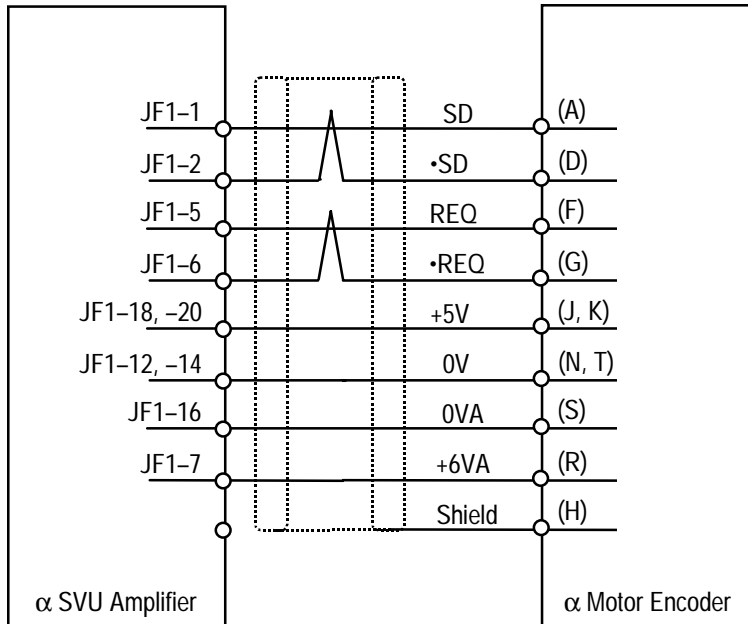 JF1–1 SD (A)
JF1–2 •SD (D)
JF1–5 REQ (F)
JF1–6 •REQ (G)
JF1–18, –20 +5V (J, K)
JF1–12, –14 0V (N, T)
JF1–16 0VA (S)
JF1–7 +6VA (R)
Shield (H)
α SVU Amplifier α Motor Encoder